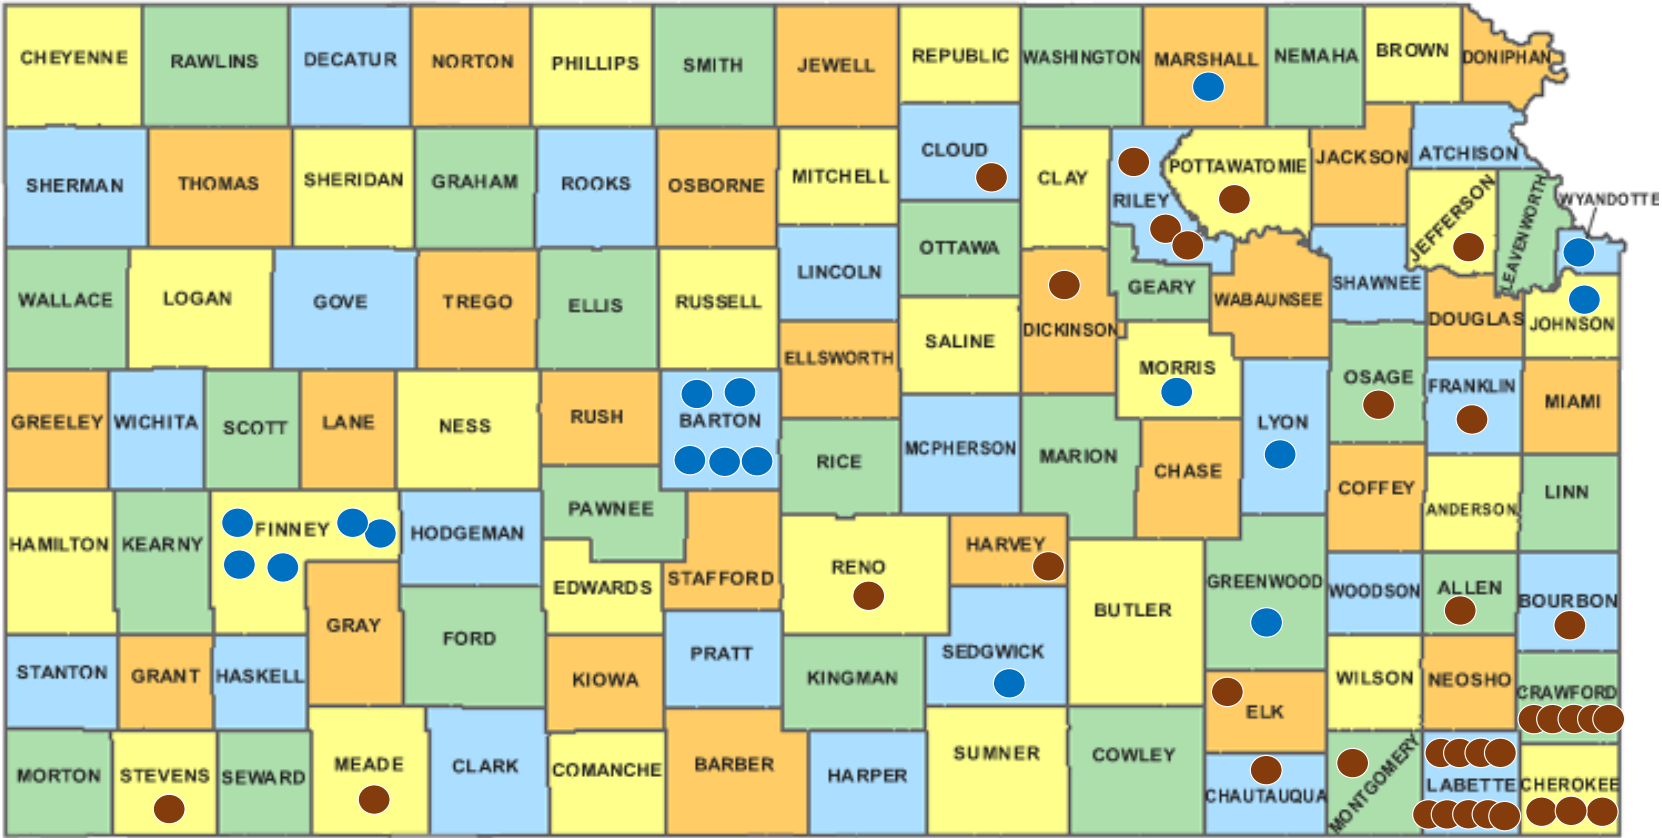 CHEYENNE
RAWLINS
DECATUR
NORTON
PHILLIPS
SMITH
JEWELL
REPUBLIC
WASHINGTON
MARSHALL
NEMAHA
BROWN
DONIPHAN
SHERMAN
THOMAS
SHERIDAN
GRAHAM
ROOKS
OSBORNE
MITCHELL
CLOUD
CLAY
RILEY
POTTAWATOMIE
JACKSON
ATCHISON
JEFFERSON
LEAVENWORTH
WYANDOTTE
WALLACE
LOGAN
GOVE
TREGO
ELLIS
RUSSELL
LINCOLN
OTTAWA
DICKINSON
GEARY
WABAUNSEE
SHAWNEE
DOUGLAS
JOHNSON
ELLSWORTH
SALINE
MORRIS
OSAGE
FRANKLIN
MIAMI
GREELEY
WICHITA
SCOTT
LANE
NESS
RUSH
BARTON
RICE
MCPHERSON
MARION
CHASE
LYON
COFFEY
ANDERSON
LINN
HAMILTON
KEARNY
FINNEY
HODGEMAN
PAWNEE
STAFFORD
EDWARDS
RENO
HARVEY
BUTLER
GREENWOOD
WOODSON
ALLEN
BOURBON
GRAY
FORD
STANTON
GRANT
HASKELL
KIOWA
PRATT
KINGMAN
SEDGWICK
ELK
WILSON
NEOSHO
CRAWFORD
MORTON
STEVENS
SEWARD
MEADE
CLARK
COMANCHE
BARBER
HARPER
SUMNER
COWLEY
CHAUTAUQUA
MONTGOMERY
LABETTE
CHEROKEE